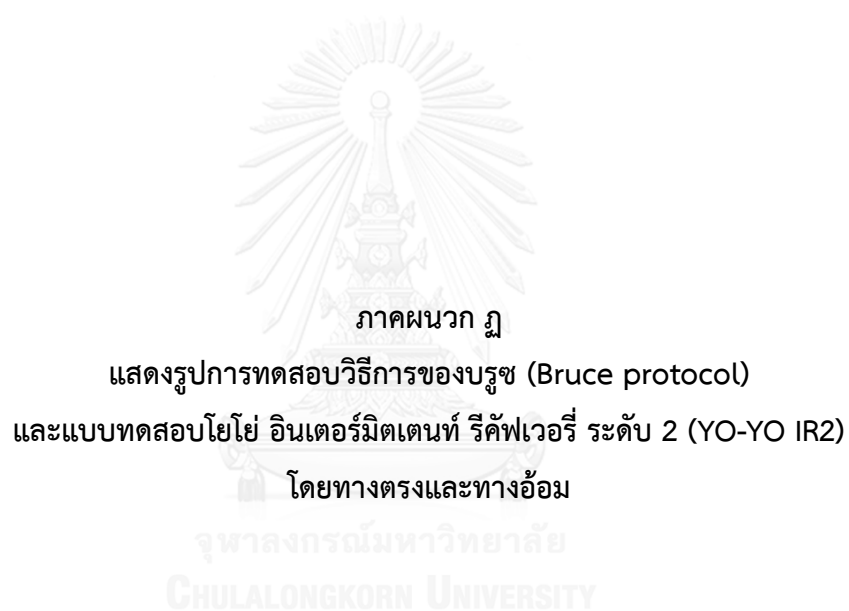 ภาคผนวก ฏ
แสดงรูปการทดสอบวิธีการของบรูซ (Bruce protocol)
และแบบทดสอบโยโย่ อินเตอร์มิตเตนท์ รีคัฟเวอรี่ ระดับ 2 (YO-YO IR2)
โดยทางตรงและทางอ้อม
จุฬาลงกรณ์มหาวิทยาลัย
CHULALONGKORN UNIVERSITY